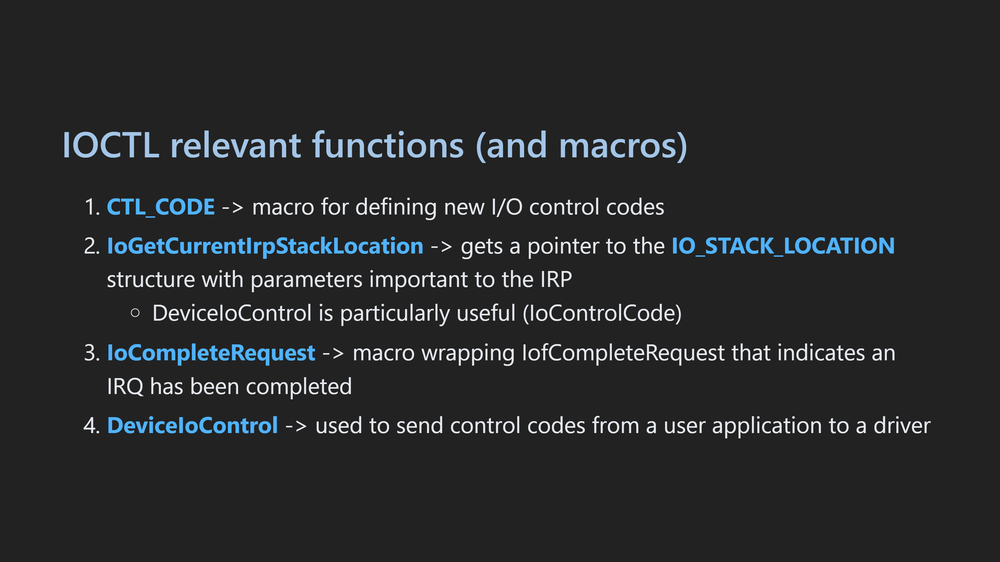 IOCTL relevant functions (and macros)
1. CTL_CODE -> macro for defining new I/O control codes
2. IoGetCurrentIrpStackLocation -> gets a pointer to the IO_STACK_LOCATION
structure with parameters important to the IRP
○ DeviceIoControl is particularly useful (IoControlCode)
3. IoCompleteRequest -> macro wrapping IofCompleteRequest that indicates an
IRQ has been completed
4. DeviceIoControl -> used to send control codes from a user application to a driver